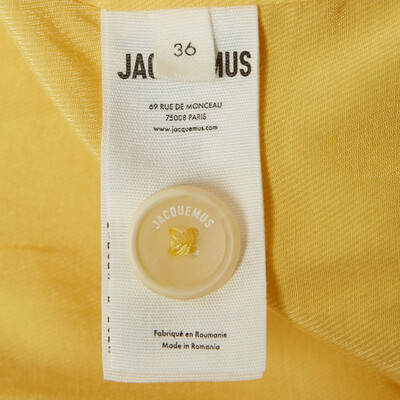 36
JACQUEMUS
69 RUE DE MONCEAU
75008 PARIS
www.jacquemus.com
JACQUEMUS
Fabriqué en Roumanie
Made in Romania